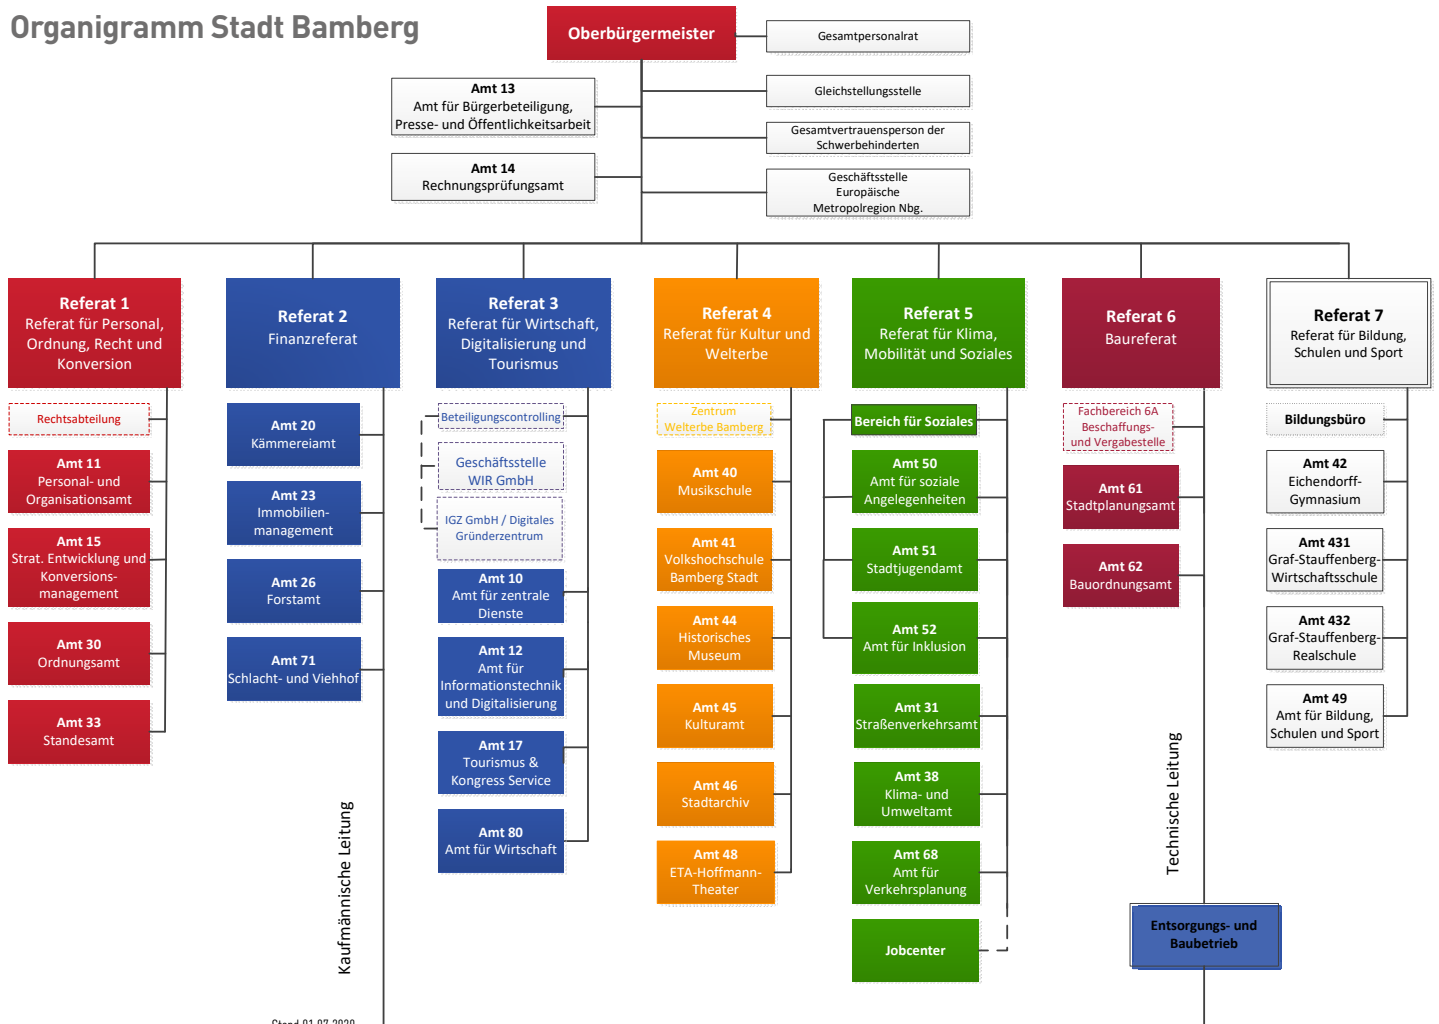 Organigramm Stadt Bamberg
Oberbürgermeister
Gesamtpersonalrat
Gleichstellungsstelle
Gesamtvertrauensperson der
Schwerbehinderten
Geschäftsstelle
Europäische
Metropolregion Nbg.
Amt 13
Amt für Bürgerbeteiligung,
Presse- und Öffentlichkeitsarbeit
Amt 14
Rechnungsprüfungsamt
Referat 1
Referat für Personal,
Ordnung, Recht und
Konversion
Rechtsabteilung
Amt 11
Personal- und
Organisationsamt
Amt 15
Strat. Entwicklung und
Konversions-
management
Amt 30
Ordnungsamt
Amt 33
Standesamt
Referat 2
Finanzreferat
Amt 20
Kämmereiamt
Amt 23
Immobilien-
management
Amt 26
Forstamt
Amt 71
Schlacht- und Viehhof
Kaufmännische Leitung
Referat 3
Referat für Wirtschaft,
Digitalisierung und
Tourismus
Beteiligungscontrolling
Geschäftsstelle
WIR GmbH
IGZ GmbH / Digitales
Gründerzentrum
Amt 10
Amt für zentrale
Dienste
Amt 12
Amt für
Informationstechnik
und Digitalisierung
Amt 17
Tourismus &
Kongress Service
Amt 80
Amt für Wirtschaft
Referat 4
Referat für Kultur und
Welterbe
Zentrum
Welterbe Bamberg
Amt 40
Musikschule
Amt 41
Volkshochschule
Bamberg Stadt
Amt 44
Historisches
Museum
Amt 45
Kulturamt
Amt 46
Stadtarchiv
Amt 48
ETA-Hoffmann-
Theater
Referat 5
Referat für Klima,
Mobilität und Soziales
Bereich für Soziales
Amt 50
Amt für soziale
Angelegenheiten
Amt 51
Stadtjugendamt
Amt 52
Amt für Inklusion
Amt 31
Straßenverkehrsamt
Amt 38
Klima- und
Umweltamt
Amt 68
Amt für
Verkehrsplanung
Jobcenter
Referat 6
Baureferat
Fachbereich 6A
Beschaffungs-
und Vergabestelle
Amt 61
Stadtplanungsamt
Amt 62
Bauordnungsamt
Technische Leitung
Entsorgungs- und
Baubetrieb
Referat 7
Referat für Bildung,
Schulen und Sport
Bildungsbüro
Amt 42
Eichendorff-
Gymnasium
Amt 431
Graf-Stauffenberg-
Wirtschaftsschule
Amt 432
Graf-Stauffenberg-
Realschule
Amt 49
Amt für Bildung,
Schulen und Sport
Stand 01.07.2020